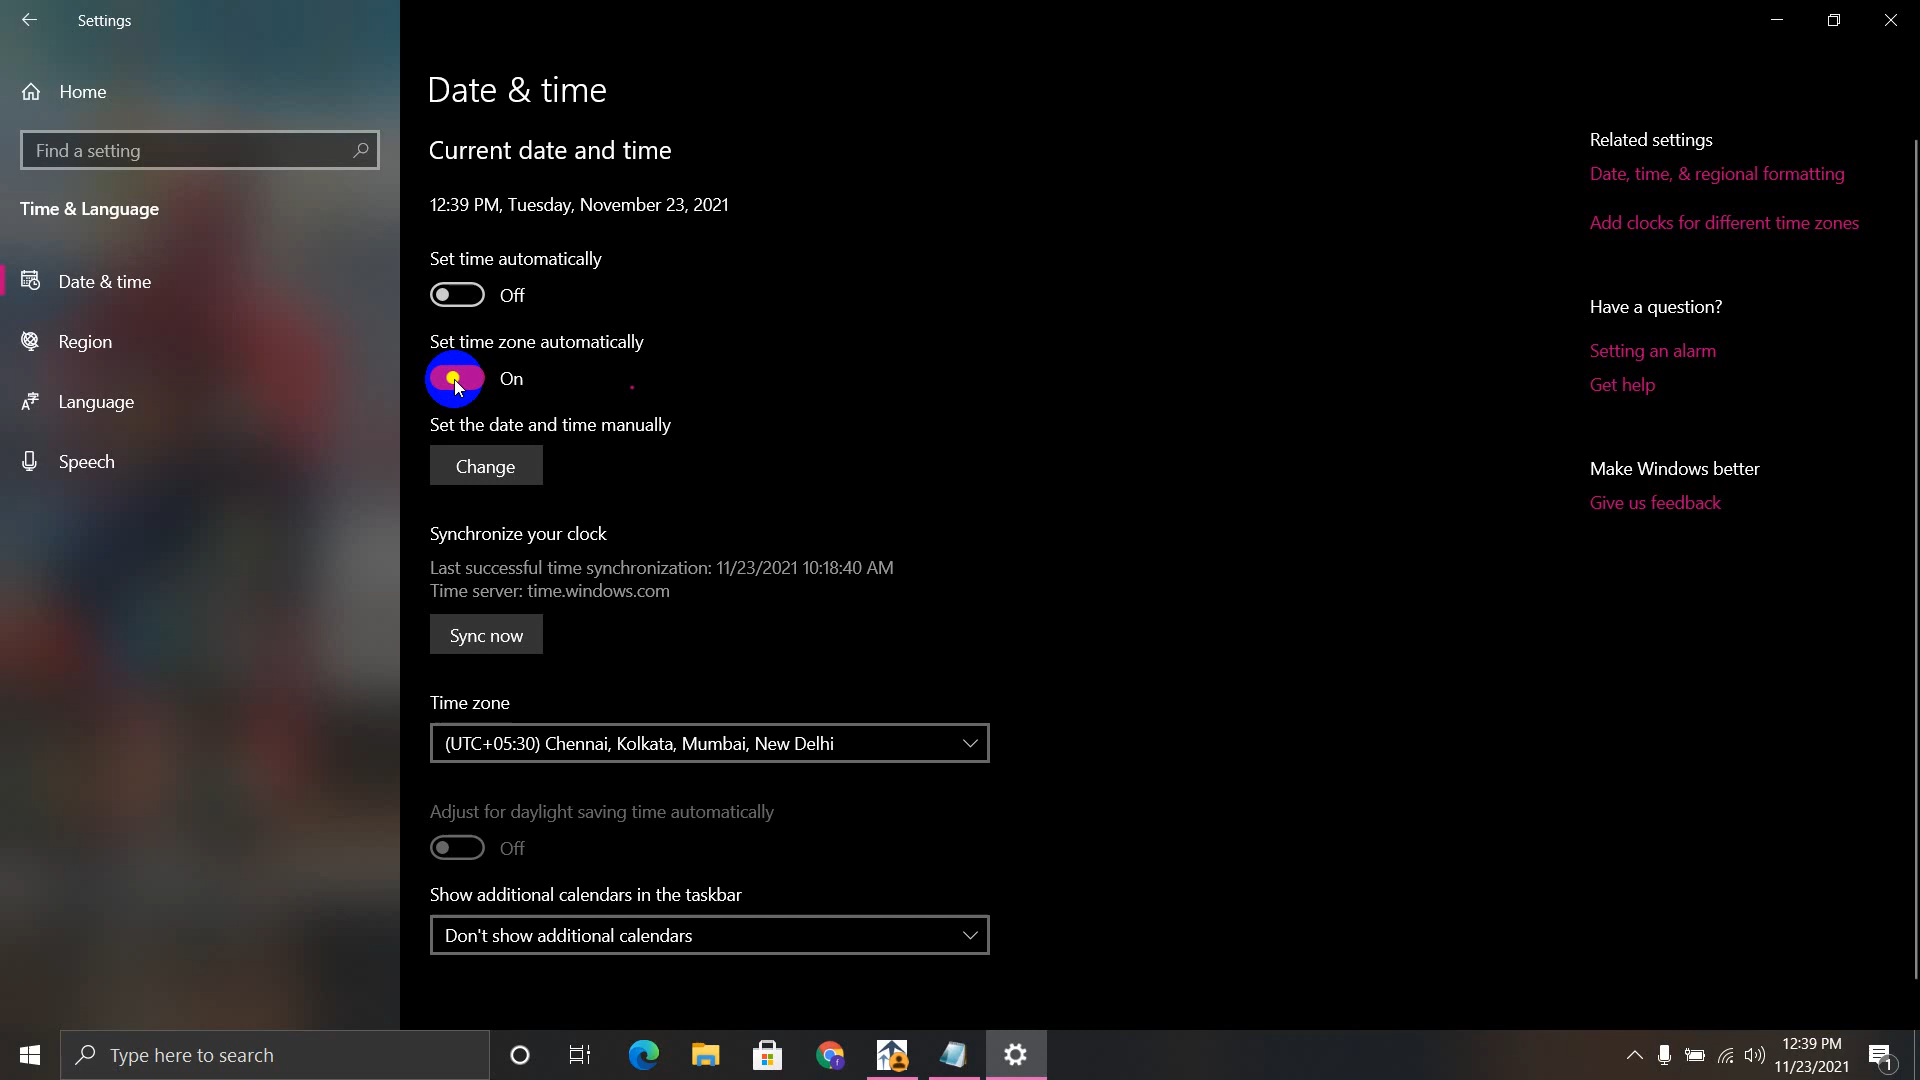 Settings
Home
Find a setting
Time & Language
Date & time
Region
Language
Speech
Date & time
Current date and time
12:39 PM, Tuesday, November 23, 2021
Set time automatically
Off
Set time zone automatically
On
Set the date and time manually
Change
Synchronize your clock
Last successful time synchronization: 11/23/2021 10:18:40 AM
Time server: time.windows.com
Sync now
Time zone
(UTC+05:30) Chennai, Kolkata, Mumbai, New Delhi
Adjust for daylight saving time automatically
Off
Show additional calendars in the taskbar
Don't show additional calendars
Related settings
Date, time, & regional formatting
Add clocks for different time zones
Have a question?
Setting an alarm
Get help
Make Windows better
Give us feedback
Type here to search
12:39 PM
11/23/2021
1